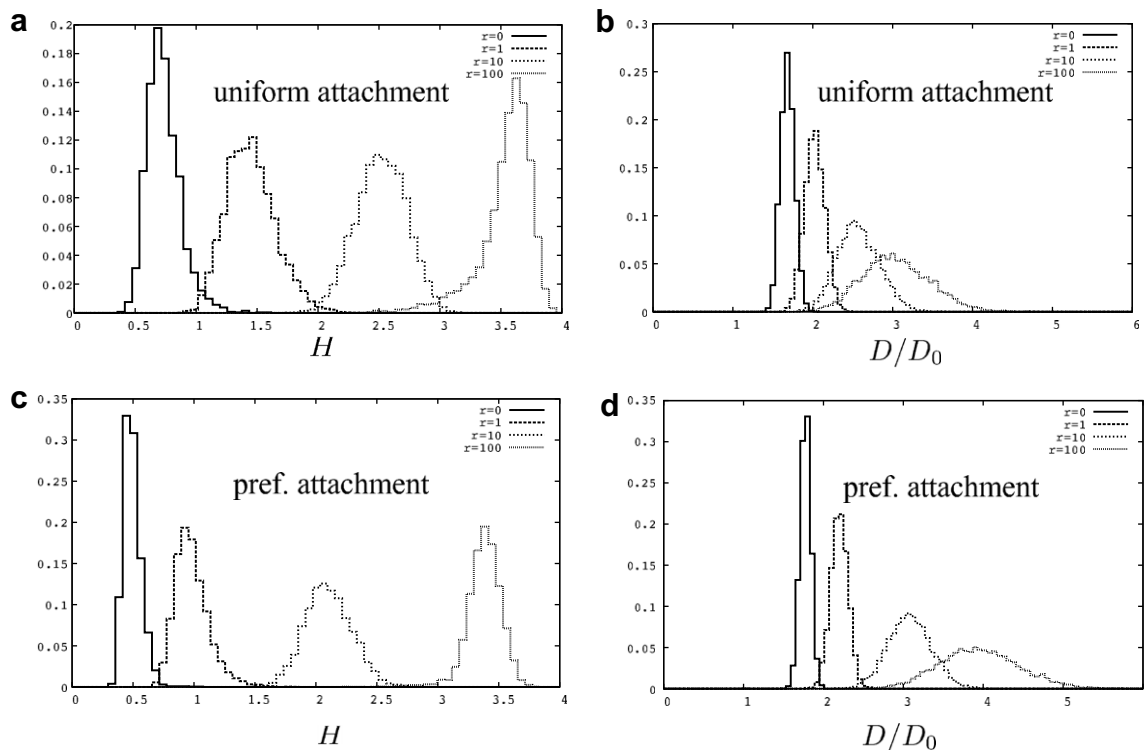 a
0.2
0.18
0.16
0.14
0.12
0.1
0.08
0.06
0.04
0.02
0
r=0
r=1
r=10
r=100
uniform attachment
0 0.5 1 1.5 2 2.5 3 3.5 4
H
b
0.3
0.25
0.2
0.15
0.1
0.05
0
r=0
r=1
r=10
r=100
uniform attachment
0 1 2 3 4 5 6
D/D0
c
0.35
0.3
0.25
0.2
0.15
0.1
0.05
0
r=0
r=1
r=10
r=100
pref. attachment
0 0.5 1 1.5 2 2.5 3 3.5 4
H
d
0.35
0.3
0.25
0.2
0.15
0.1
0.05
0
r=0
r=1
r=10
r=100
pref. attachment
0 1 2 3 4 5
D/D0